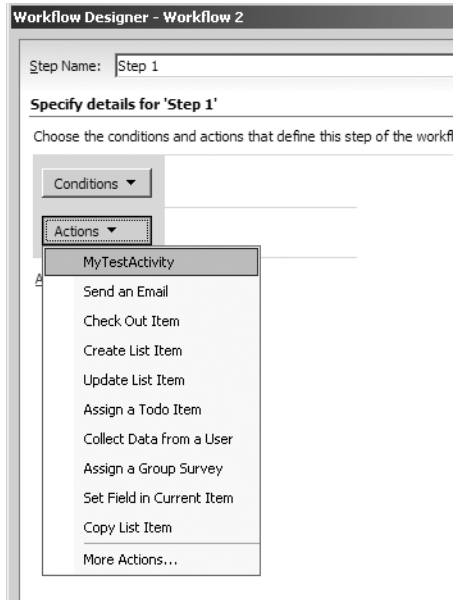 Workflow Designer - Workflow 2
Step Name: Step 1
Specify details for 'Step 1'
Choose the conditions and actions that define this step of the workfl
Conditions
Actions
A
MyTestActivity
Send an Email
Check Out Item
Create List Item
Update List Item
Assign a Todo Item
Collect Data from a User
Assign a Group Survey
Set Field in Current Item
Copy List Item
More Actions...